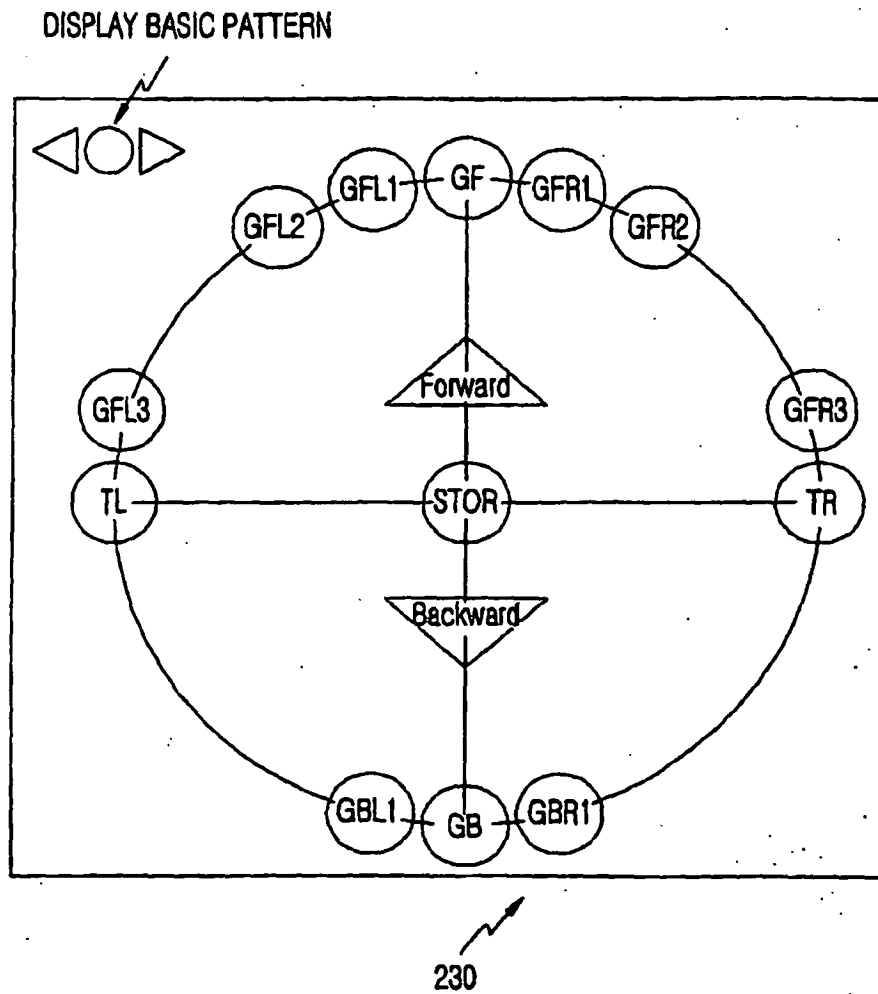 DISPLAY BASIC PATTERN
GF
GFL1
GFR1
GFL2
GFR2
Forward
GFL3
GFR3
TL
STOR
TR
Backward
GBL1
GB
GBR1
230